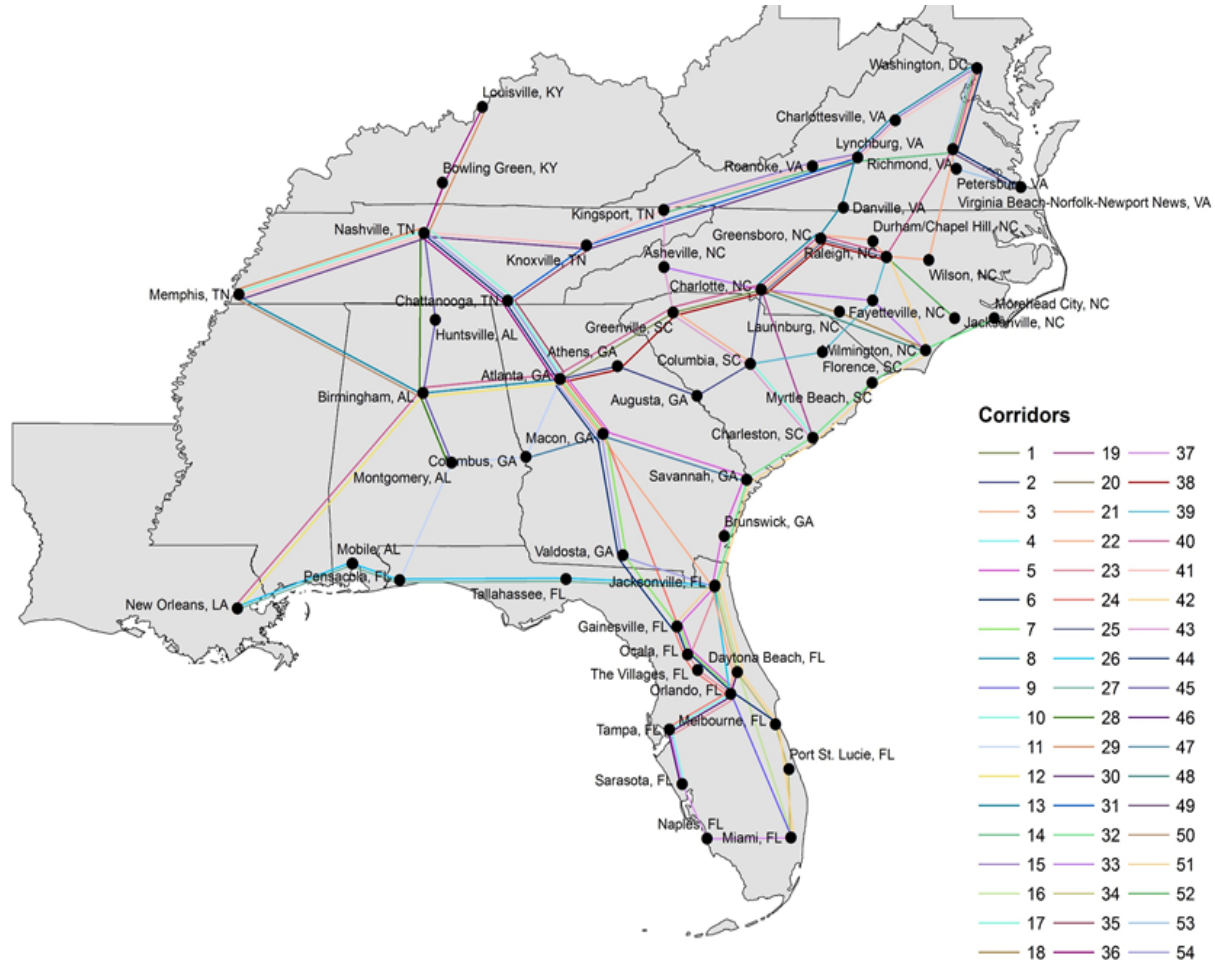 Washington, DC
Louisville, KY
Charlottesville, VA
Lynchburg, VA
Richmond, VA
Roanoke, VA
Bowling Green, KY
Petersburg, VA
Virginia Beach-Norfolk-Newport News, VA
Kingsport, TN
Danville, VA
Nashville, TN
Greensboro, NC
Durham/Chapel Hill, NC
Knoxville, TN
Asheville, NC
Raleigh, NC
Wilson, NC
Memphis, TN
Chattanooga, TN
Charlotte, NC
Morehead City, NC
Fayetteville, NC
Jacksonville, NC
Huntsville, AL
Greenville, SC
Laurinburg, NC
Athens, GA
Columbia, SC
Wilmington, NC
Florence, SC
Atlanta, GA
Birmingham, AL
Augusta, GA
Myrtle Beach, SC
Macon, GA
Charleston, SC
Columbus, GA
Montgomery, AL
Savannah, GA
Brunswick, GA
Mobile, AL
Valdosta, GA
Pensacola, FL
Jacksonville, FL
Tallahassee, FL
New Orleans, LA
Gainesville, FL
Ocala, FL
Daytona Beach, FL
The Villages, FL
Orlando, FL
Tampa, FL
Melbourne, FL
Port St. Lucie, FL
Sarasota, FL
Naples, FL
Miami, FL
Corridors
1 19 37
2 20 38
3 21 39
4 22 40
5 23 41
6 24 42
7 25 43
8 26 44
9 27 45
10 28 46
11 29 47
12 30 48
13 31 49
14 32 50
15 33 51
16 34 52
17 35 53
18 36 54